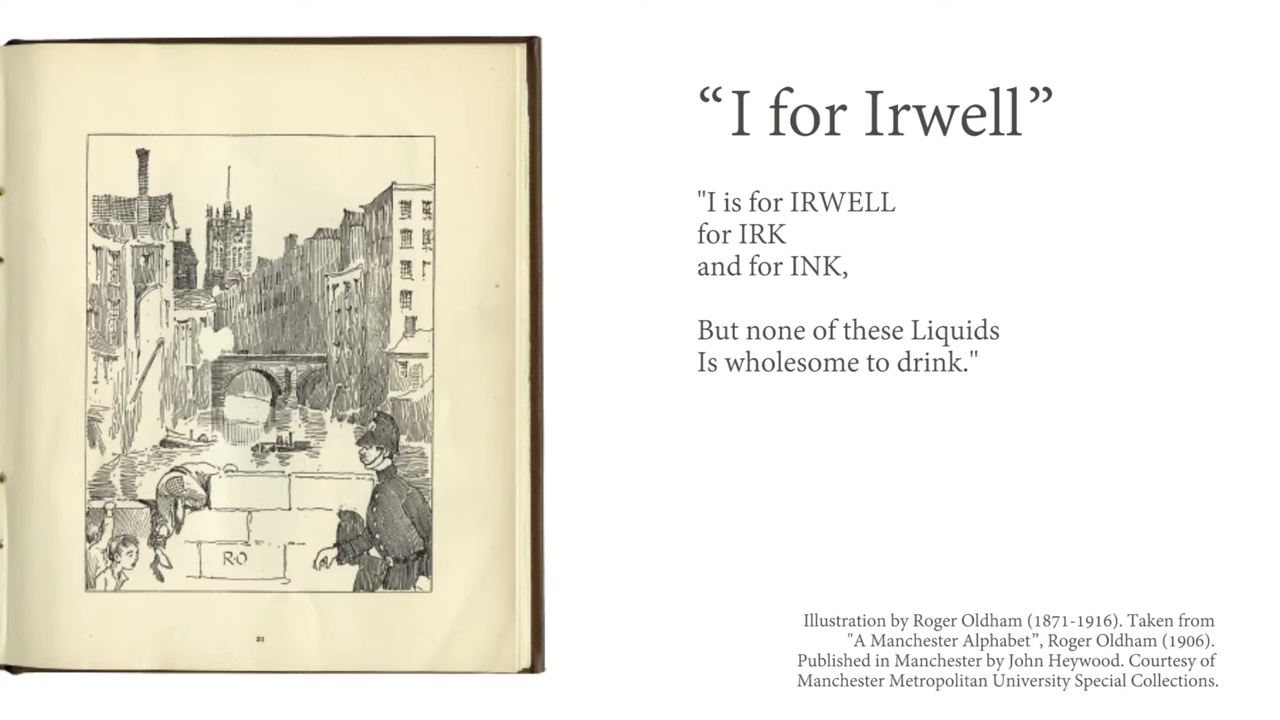 R·O
21
“I for Irwell”
"I is for IRWELL
for IRK
and for INK,
But none of these Liquids
Is wholesome to drink."
Illustration by Roger Oldham (1871-1916). Taken from
"A Manchester Alphabet”, Roger Oldham (1906).
Published in Manchester by John Heywood. Courtesy of
Manchester Metropolitan University Special Collections.